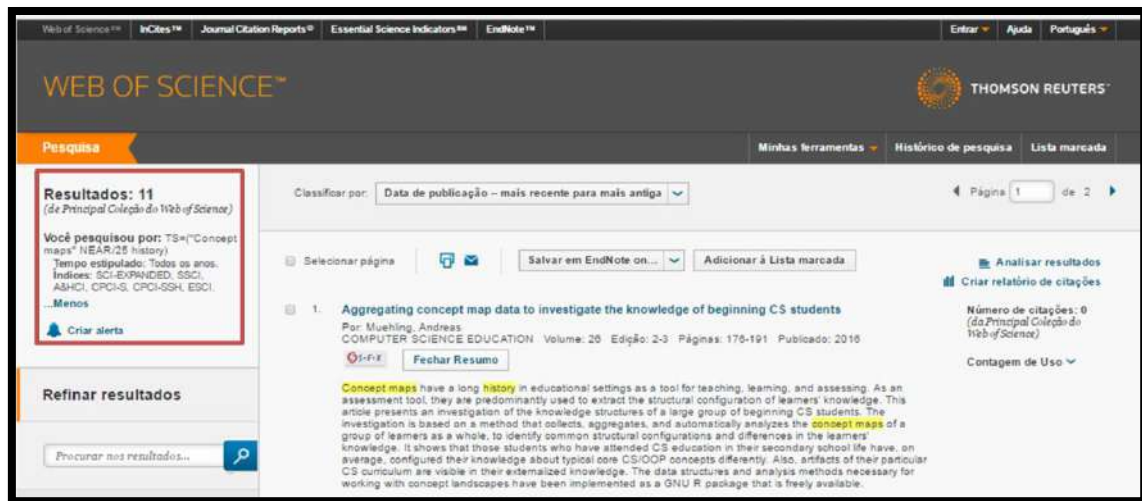 Web of Science™ InCites™ Journal Citation Reports® Essential Science Indicators℠ EndNote™ Entrar Ajuda Português
WEB OF SCIENCE™
THOMSON REUTERS™
Pesquisa Minhas ferramentas Histórico de pesquisa Lista marcada
Resultados: 11
(de Principal Coleção do Web of Science)
Você pesquisou por: TS=("Concept
maps" NEAR/25 history)
Tempo estipulado: Todos os anos.
Índices: SCI-EXPANDED, SSCI,
A&HCI, CPCI-S, CPCI-SSH, ESCI.
...Menos
Criar alerta
Refinar resultados
Procurar nos resultados...
Classificar por: Data de publicação – mais recente para mais antiga
Página 1 de 2
Selecionar página Salvar em EndNote on... Adicionar à Lista marcada
Analisar resultados
Criar relatório de citações
1. Aggregating concept map data to investigate the knowledge of beginning CS students
Por: Muehling, Andreas
COMPUTER SCIENCE EDUCATION Volume: 26 Edição: 2-3 Páginas: 176-191 Publicado: 2016
S-F-X Fechar Resumo
Número de citações: 0
(da Principal Coleção do
Web of Science)
Contagem de Uso
Concept maps have a long history in educational settings as a tool for teaching, learning, and assessing. As an
assessment tool, they are predominantly used to extract the structural configuration of learners' knowledge. This
article presents an investigation of the knowledge structures of a large group of beginning CS students. The
investigation is based on a method that collects, aggregates, and automatically analyzes the concept maps of a
group of learners as a whole, to identify common structural configurations and differences in the learners'
knowledge. It shows that those students who have attended CS education in their secondary school life have, on
average, configured their knowledge about typical core CS/OOP concepts differently. Also, artifacts of their particular
CS curriculum are visible in their externalized knowledge. The data structures and analysis methods necessary for
working with concept landscapes have been implemented as a GNU R package that is freely available.